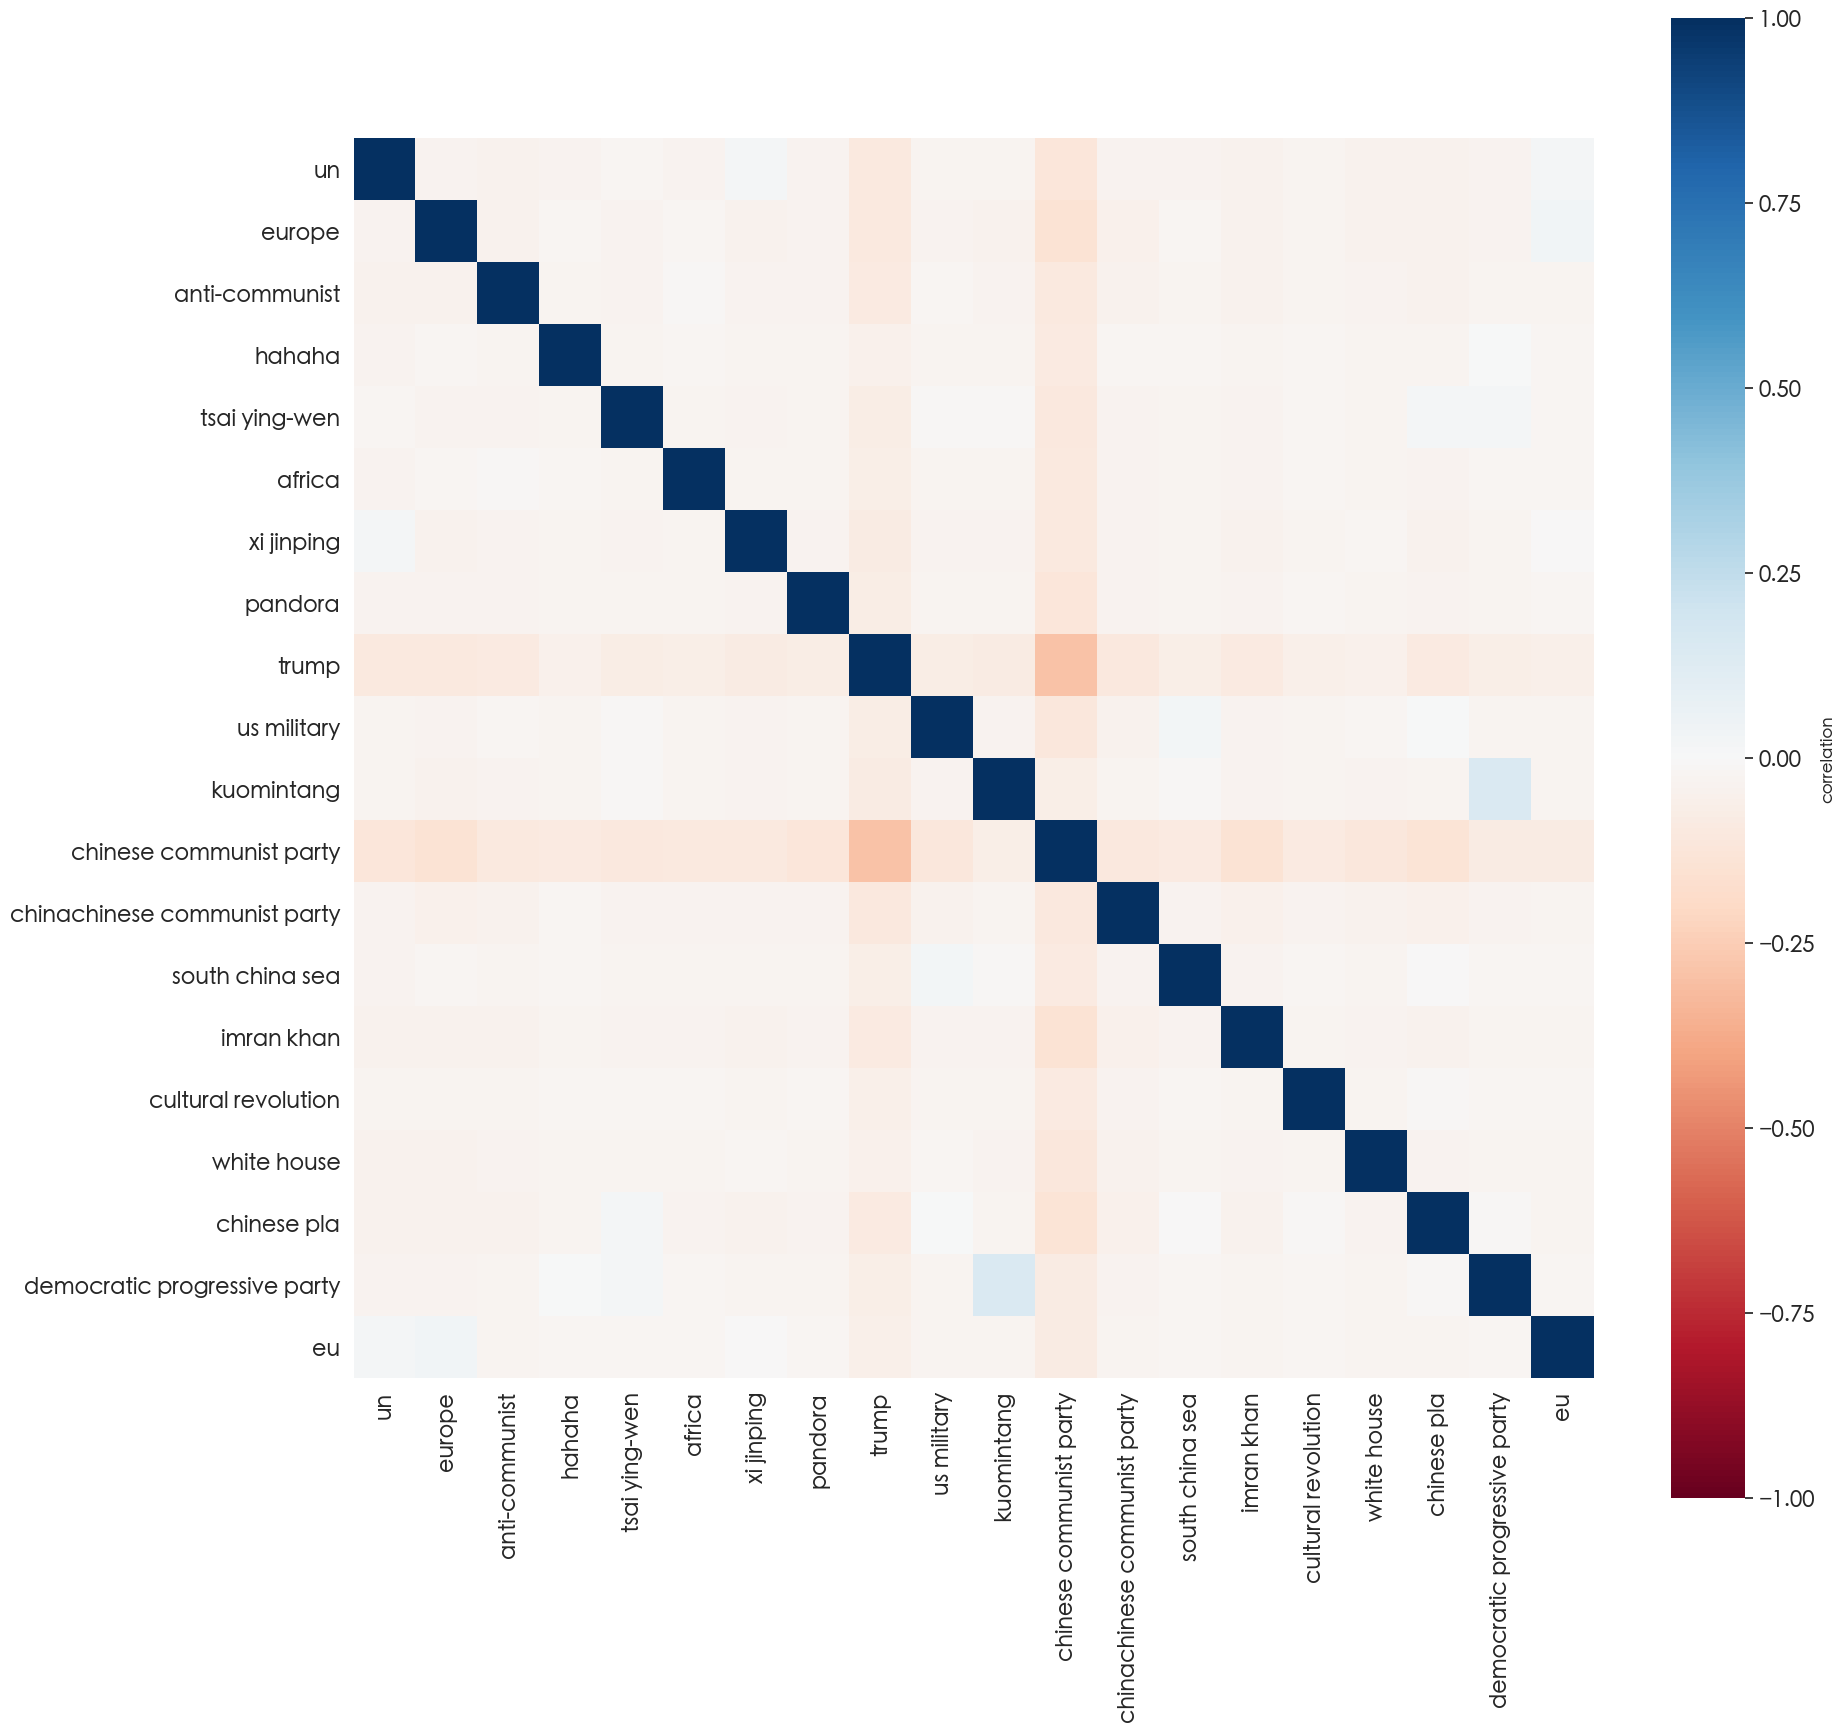 un
europe
anti-communist
hahaha
tsai ying-wen
africa
xi jinping
pandora
trump
us military
kuomintang
chinese communist party
chinachinese communist party
south china sea
imran khan
cultural revolution
white house
chinese pla
democratic progressive party
eu
un
europe
anti-communist
hahaha
tsai ying-wen
africa
xi jinping
pandora
trump
us military
kuomintang
chinese communist party
chinachinese communist party
south china sea
imran khan
cultural revolution
white house
chinese pla
democratic progressive party
eu
1.00
0.75
0.50
0.25
0.00
−0.25
−0.50
−0.75
−1.00
correlation